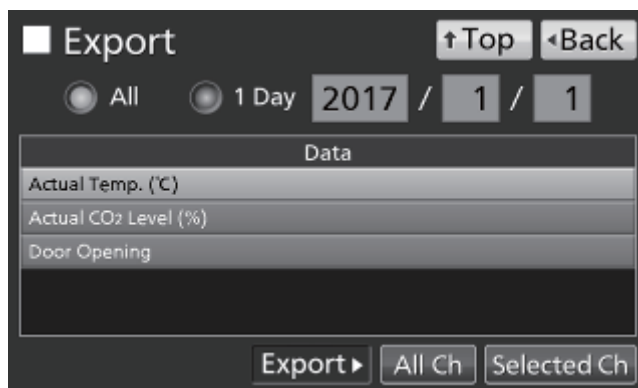 Export
↑Top
◂Back
All
1 Day
2017 / 1 / 1
Data
Actual Temp. (℃)
Actual CO2 Level (%)
Door Opening
Export▸
All Ch
Selected Ch